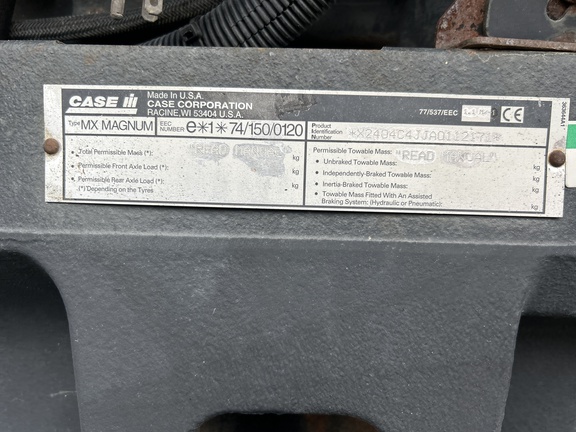 CASE III
Made In U.S.A.
CASE CORPORATION
RACINE, WI 53404 U.S.A.
77/537/EEC
CE
Type MX MAGNUM
EEC NUMBER e*1*74/150/0120
Product Identification Number
• Total Permissible Mass (*): "READ kg
• Permissible Front Axle Load (*): kg
• Permissible Rear Axle Load (*): kg
(*)Depending on the Tyres
Permissible Towable Mass: "READ MANUAL"
• Unbraked Towable Mass: kg
• Independently-Braked Towable Mass: kg
• Inertia-Braked Towable Mass: kg
• Towable Mass Fitted With An Assisted
Braking System: (Hydraulic or Pneumatic): kg